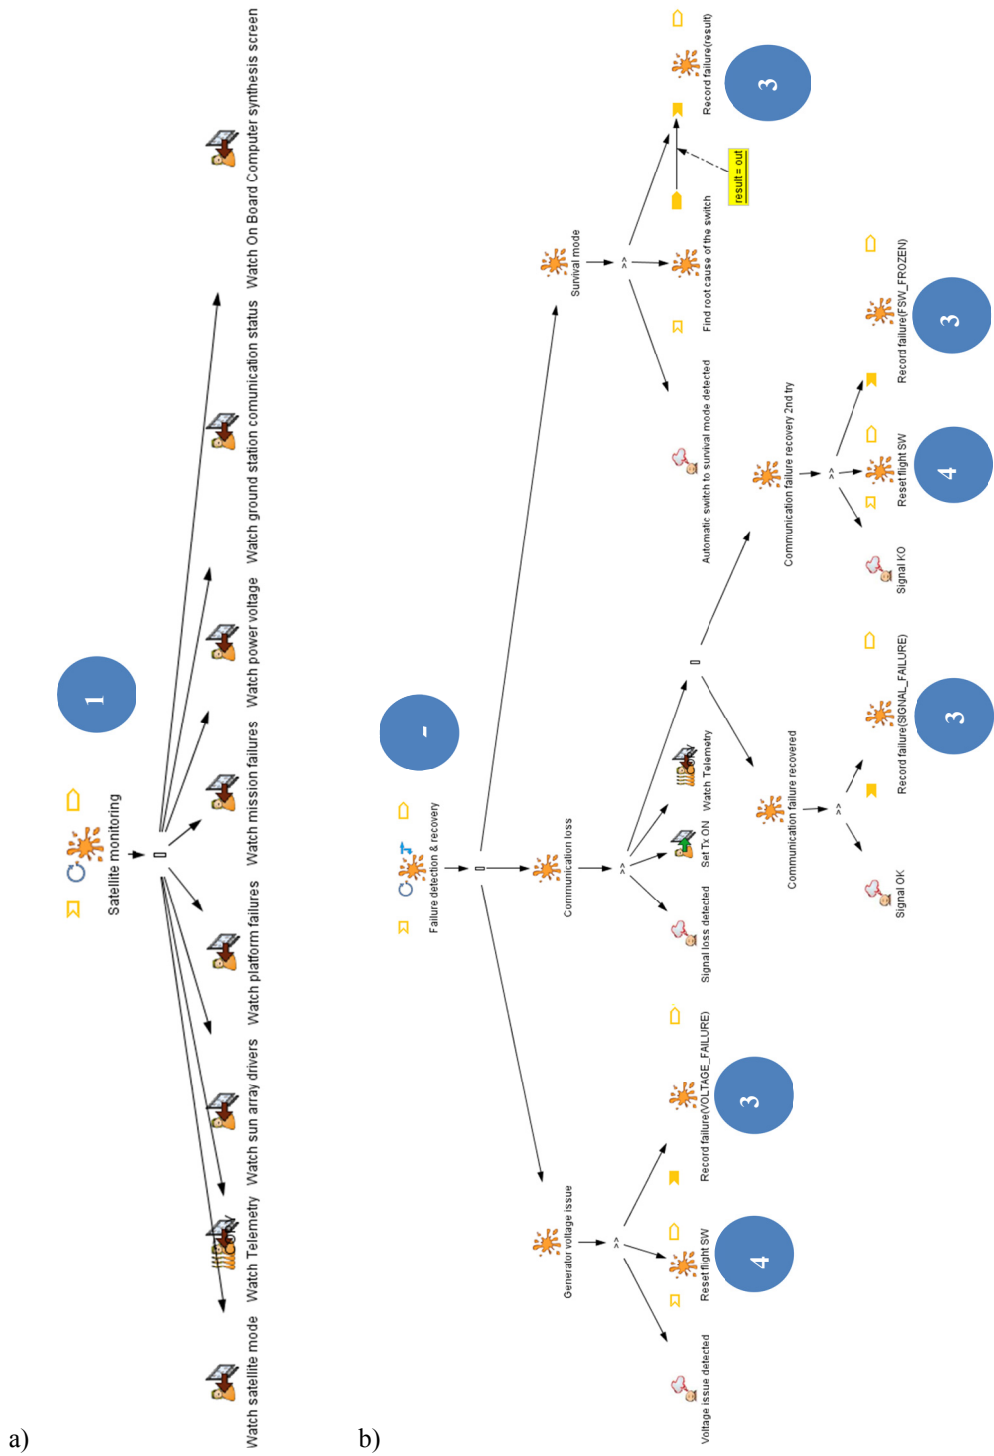 a)
1
Satellite monitoring
Watch satellite mode
Watch Telemetry
Watch sun array drivers
Watch platform failures
Watch mission failures
Watch power voltage
Watch ground station comunication status
Watch On Board Computer synthesis screen
b)
Failure detection & recovery
Generator voltage issue
Communication loss
Survival mode
Voltage issue detected
Reset flight SW
4
Record failure(VOLTAGE_FAILURE)
3
Signal loss detected
Set Tx ON
Watch Telemetry
Automatic switch to survival mode detected
Find root cause of the switch
result = out
Record failure(result)
3
Communication failure recovered
Communication failure recovery 2nd try
Signal OK
Record failure(SIGNAL_FAILURE)
3
Signal KO
Reset flight SW
4
Record failure(FSW_FROZEN)
3